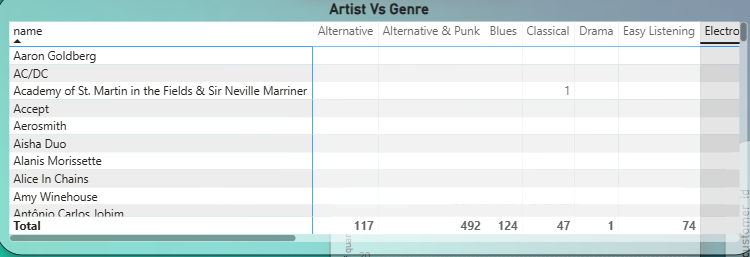 Artist Vs Genre
name Alternative Alternative & Punk Blues Classical Drama Easy Listening Electro
Aaron Goldberg
AC/DC
Academy of St. Martin in the Fields & Sir Neville Marriner 1
Accept
Aerosmith
Aisha Duo
Alanis Morissette
Alice In Chains
Amy Winehouse
Antônio Carlos Jobim
Total 117 492 124 47 1 74
customer_id